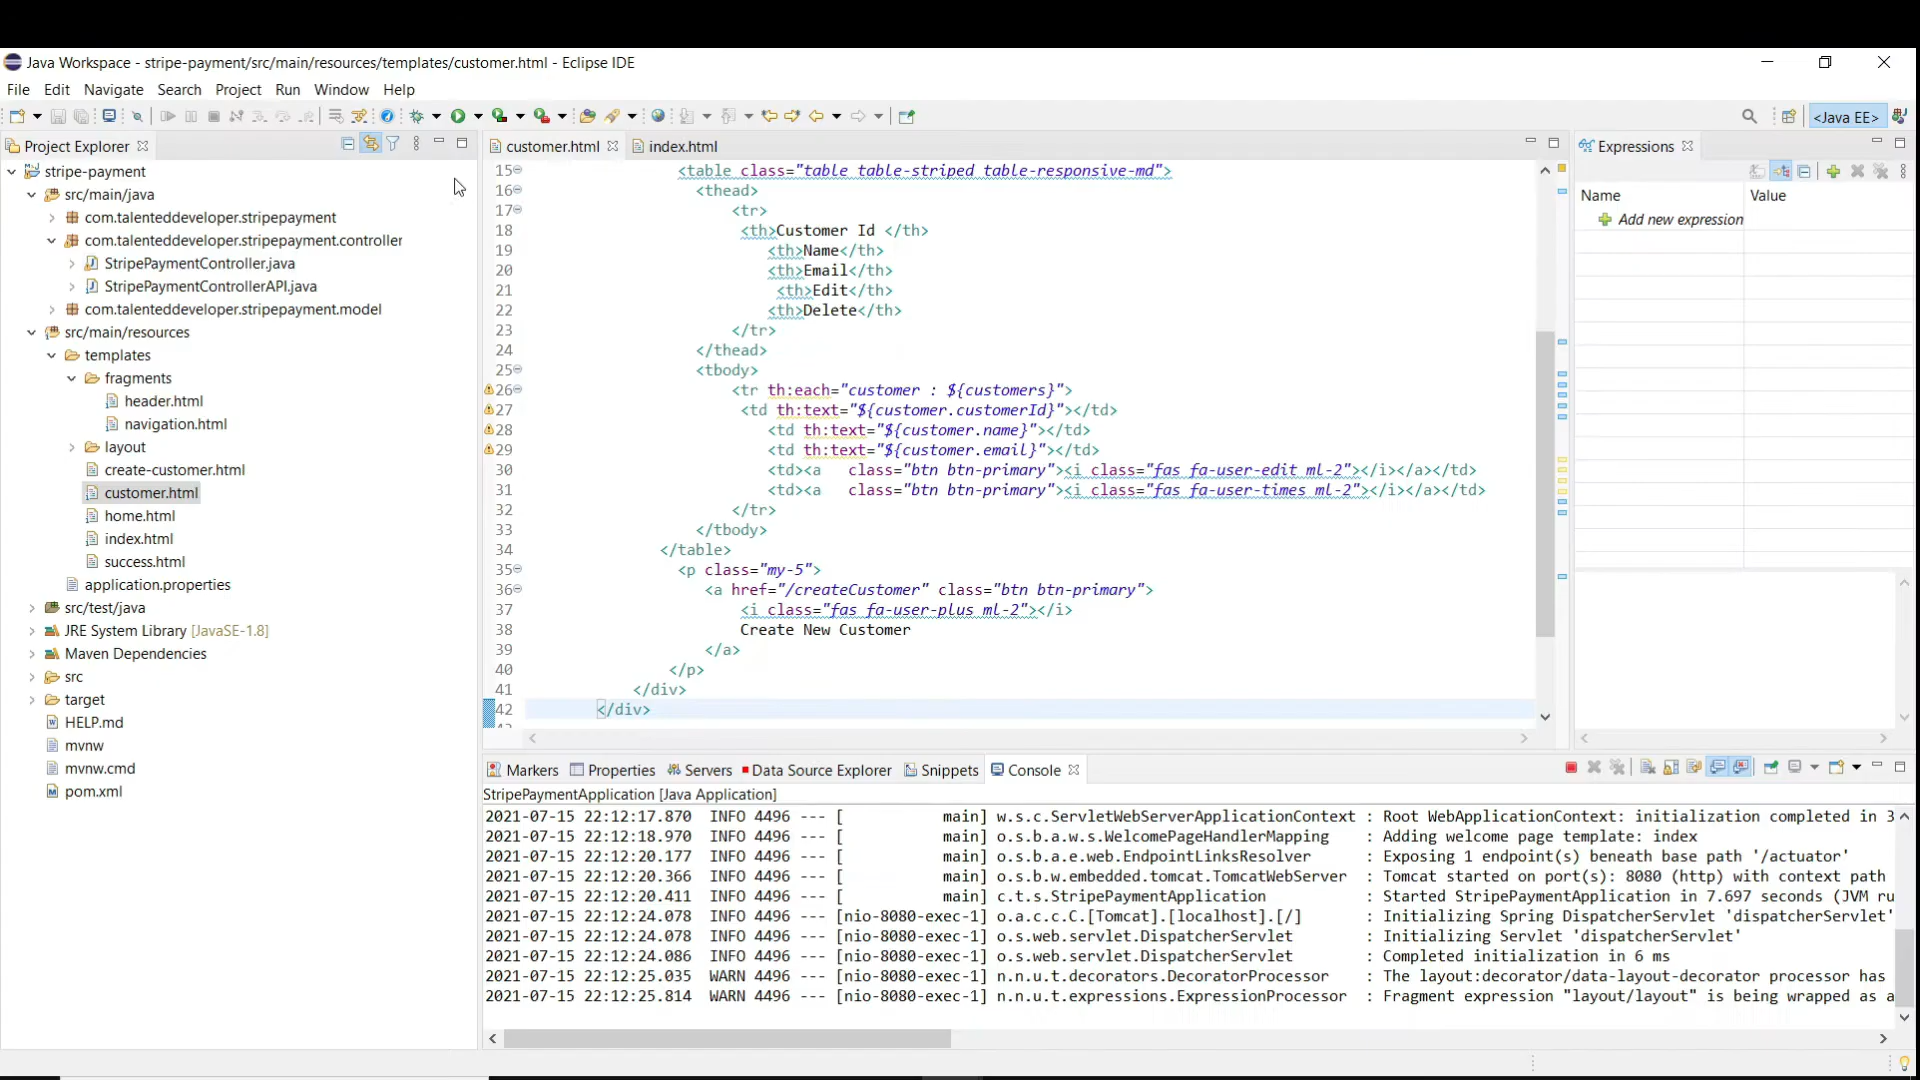 Java Workspace - stripe-payment/src/main/resources/templates/customer.html - Eclipse IDE
File Edit Navigate Search Project Run Window Help
<Java EE>
Project Explorer
stripe-payment
src/main/java
com.talenteddeveloper.stripepayment
com.talenteddeveloper.stripepayment.controller
StripePaymentController.java
StripePaymentControllerAPI.java
com.talenteddeveloper.stripepayment.model
src/main/resources
templates
fragments
header.html
navigation.html
layout
create-customer.html
customer.html
home.html
index.html
success.html
application.properties
src/test/java
JRE System Library [JavaSE-1.8]
Maven Dependencies
src
target
HELP.md
mvnw
mvnw.cmd
pom.xml
customer.html index.html
15 <table class="table table-striped table-responsive-md">
16 <thead>
17 <tr>
18 <th>Customer Id </th>
19 <th>Name</th>
20 <th>Email</th>
21 <th>Edit</th>
22 <th>Delete</th>
23 </tr>
24 </thead>
25 <tbody>
26 <tr th:each="customer : ${customers}">
27 <td th:text="${customer.customerId}"></td>
28 <td th:text="${customer.name}"></td>
29 <td th:text="${customer.email}"></td>
30 <td><a class="btn btn-primary"><i class="fas fa-user-edit ml-2"></i></a></td>
31 <td><a class="btn btn-primary"><i class="fas fa-user-times ml-2"></i></a></td>
32 </tr>
33 </tbody>
34 </table>
35 <p class="my-5">
36 <a href="/createCustomer" class="btn btn-primary">
37 <i class="fas fa-user-plus ml-2"></i>
38 Create New Customer
39 </a>
40 </p>
41 </div>
42 </div>
Expressions
Name Value
Add new expression
Markers Properties Servers Data Source Explorer Snippets Console
StripePaymentApplication [Java Application]
2021-07-15 22:12:17.870 INFO 4496 --- [ main] w.s.c.ServletWebServerApplicationContext : Root WebApplicationContext: initialization completed in 3
2021-07-15 22:12:18.970 INFO 4496 --- [ main] o.s.b.a.w.s.WelcomePageHandlerMapping : Adding welcome page template: index
2021-07-15 22:12:20.177 INFO 4496 --- [ main] o.s.b.a.e.web.EndpointLinksResolver : Exposing 1 endpoint(s) beneath base path '/actuator'
2021-07-15 22:12:20.366 INFO 4496 --- [ main] o.s.b.w.embedded.tomcat.TomcatWebServer : Tomcat started on port(s): 8080 (http) with context path
2021-07-15 22:12:20.411 INFO 4496 --- [ main] c.t.s.StripePaymentApplication : Started StripePaymentApplication in 7.697 seconds (JVM ru
2021-07-15 22:12:24.078 INFO 4496 --- [nio-8080-exec-1] o.a.c.c.C.[Tomcat].[localhost].[/] : Initializing Spring DispatcherServlet 'dispatcherServlet'
2021-07-15 22:12:24.078 INFO 4496 --- [nio-8080-exec-1] o.s.web.servlet.DispatcherServlet : Initializing Servlet 'dispatcherServlet'
2021-07-15 22:12:24.086 INFO 4496 --- [nio-8080-exec-1] o.s.web.servlet.DispatcherServlet : Completed initialization in 6 ms
2021-07-15 22:12:25.035 WARN 4496 --- [nio-8080-exec-1] n.n.u.t.decorators.DecoratorProcessor : The layout:decorator/data-layout-decorator processor has
2021-07-15 22:12:25.814 WARN 4496 --- [nio-8080-exec-1] n.n.u.t.expressions.ExpressionProcessor : Fragment expression "layout/layout" is being wrapped as a